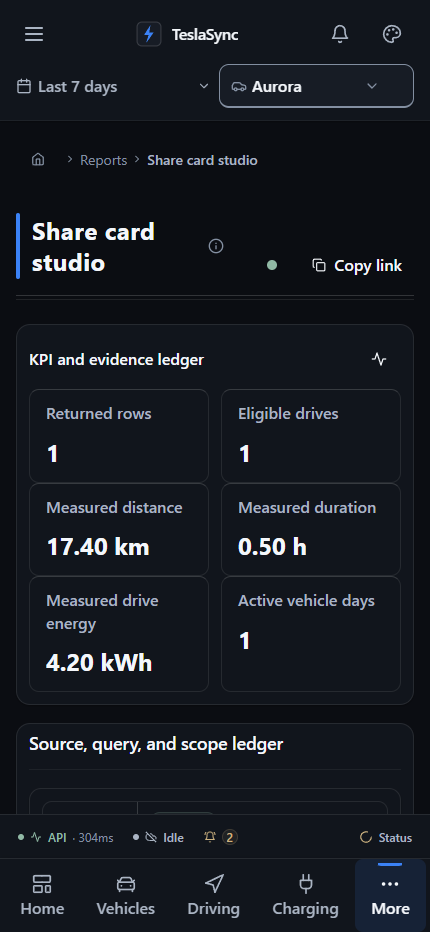 TeslaSync
Last 7 days
Aurora
Reports
Share card studio
Share card
studio
Copy link
KPI and evidence ledger
Returned rows
1
Eligible drives
1
Measured distance
17.40 km
Measured duration
0.50 h
Measured drive
energy
4.20 kWh
Active vehicle days
1
Source, query, and scope ledger
API · 304ms
Idle
2
Status
Home
Vehicles
Driving
Charging
More